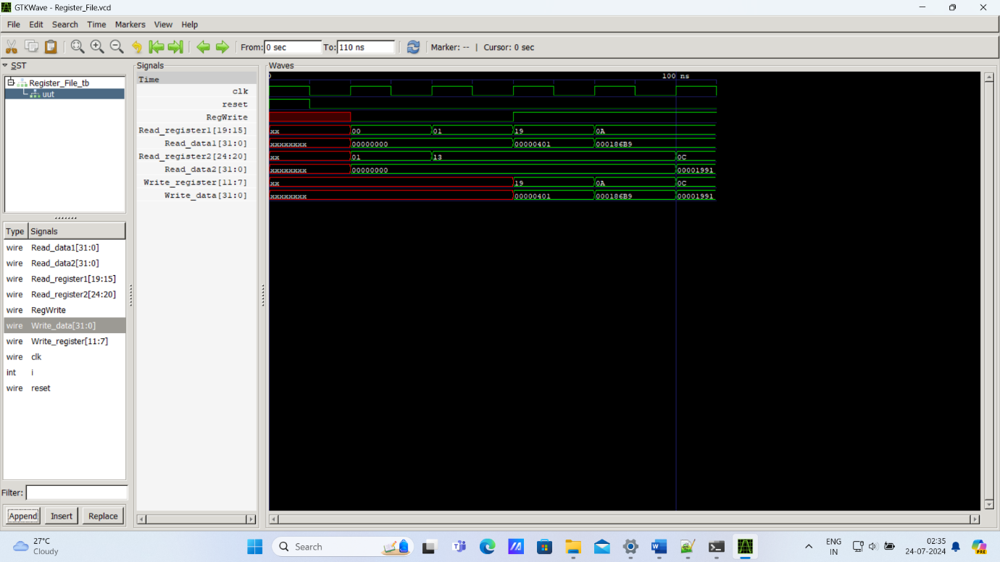 GTKWave - Register_File.vcd
File Edit Search Time Markers View Help
From: 0 sec To: 110 ns Marker: -- | Cursor: 0 sec
SST
Register_File_tb
uut
Type Signals
wire Read_data1[31:0]
wire Read_data2[31:0]
wire Read_register1[19:15]
wire Read_register2[24:20]
wire RegWrite
wire Write_data[31:0]
wire Write_register[11:7]
wire clk
int i
wire reset
Filter:
Append Insert Replace
Signals
Time
clk
reset
RegWrite
Read_register1[19:15]
Read_data1[31:0]
Read_register2[24:20]
Read_data2[31:0]
Write_register[11:7]
Write_data[31:0]
Waves
0 100 ns
xx 00 01 19 0A
xxxxxxxx 00000000 00000401 000186B9
xx 01 13 0C
xxxxxxxx 00000000 00001991
xx 19 0A 0C
xxxxxxxx 00000401 000186B9 00001991
27°C
Cloudy
Search
ENG
IN
02:35
24-07-2024
PRE